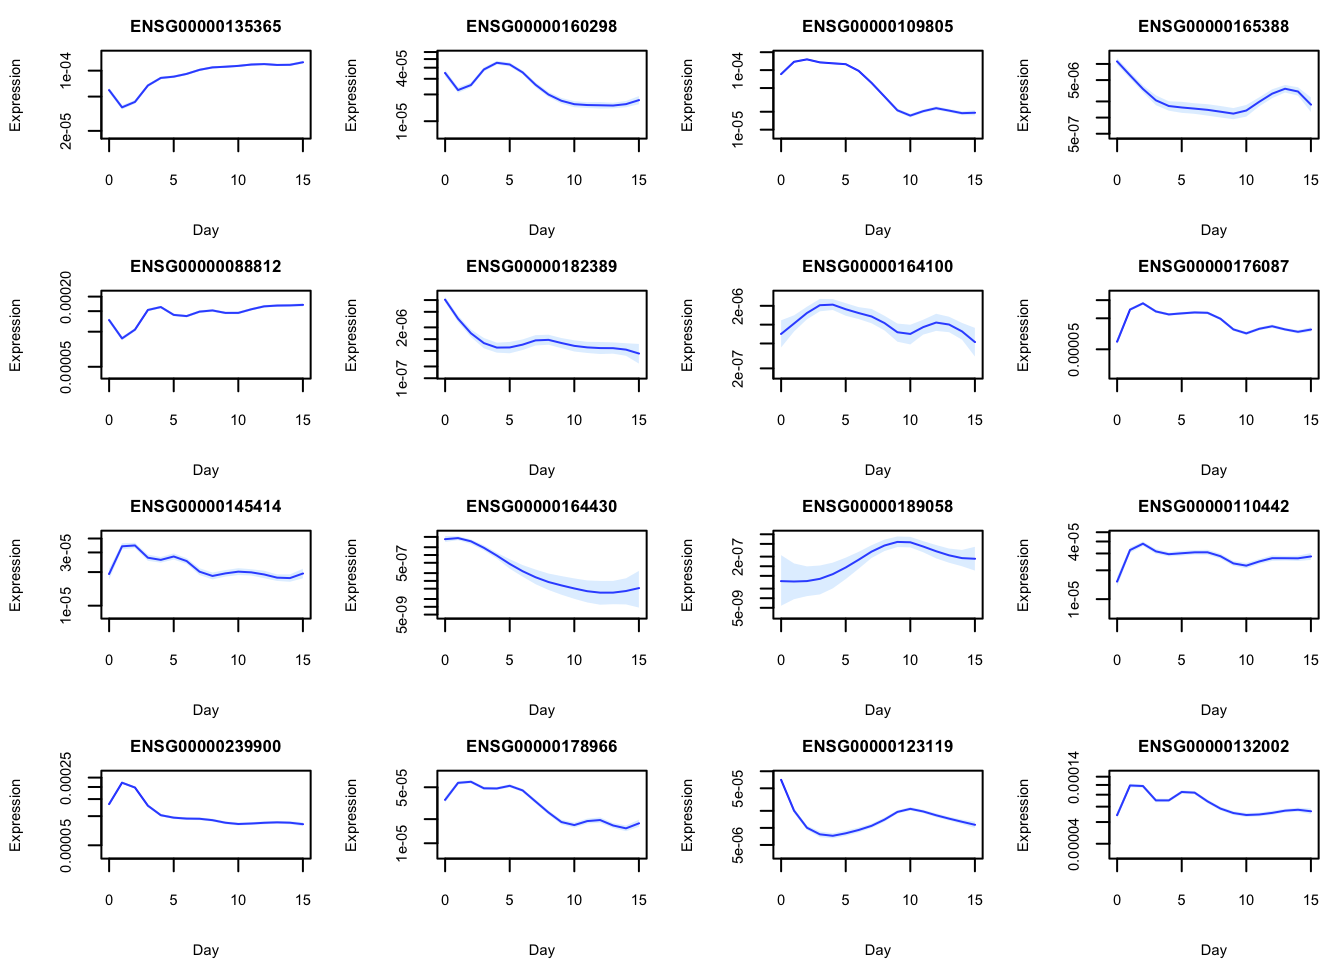 ENSG00000135365 ENSG00000160298 ENSG00000109805 ENSG00000165388
Expression 2e-05 1e-04 Expression 1e-05 4e-05 Expression 1e-05 1e-04 Expression 5e-07 5e-06
0 5 10 15 0 5 10 15 0 5 10 15 0 5 10 15
Day Day Day Day
ENSG00000088812 ENSG00000182389 ENSG00000164100 ENSG00000176087
Expression 0.00005 0.00020 Expression 1e-07 2e-06 Expression 2e-07 2e-06 Expression 0.00005
0 5 10 15 0 5 10 15 0 5 10 15 0 5 10 15
Day Day Day Day
ENSG00000145414 ENSG00000164430 ENSG00000189058 ENSG00000110442
Expression 1e-05 3e-05 Expression 5e-09 5e-07 Expression 5e-09 2e-07 Expression 1e-05 4e-05
0 5 10 15 0 5 10 15 0 5 10 15 0 5 10 15
Day Day Day Day
ENSG00000239900 ENSG00000178966 ENSG00000123119 ENSG00000132002
Expression 0.00005 0.00025 Expression 1e-05 5e-05 Expression 5e-06 5e-05 Expression 0.00004 0.00014
0 5 10 15 0 5 10 15 0 5 10 15 0 5 10 15
Day Day Day Day